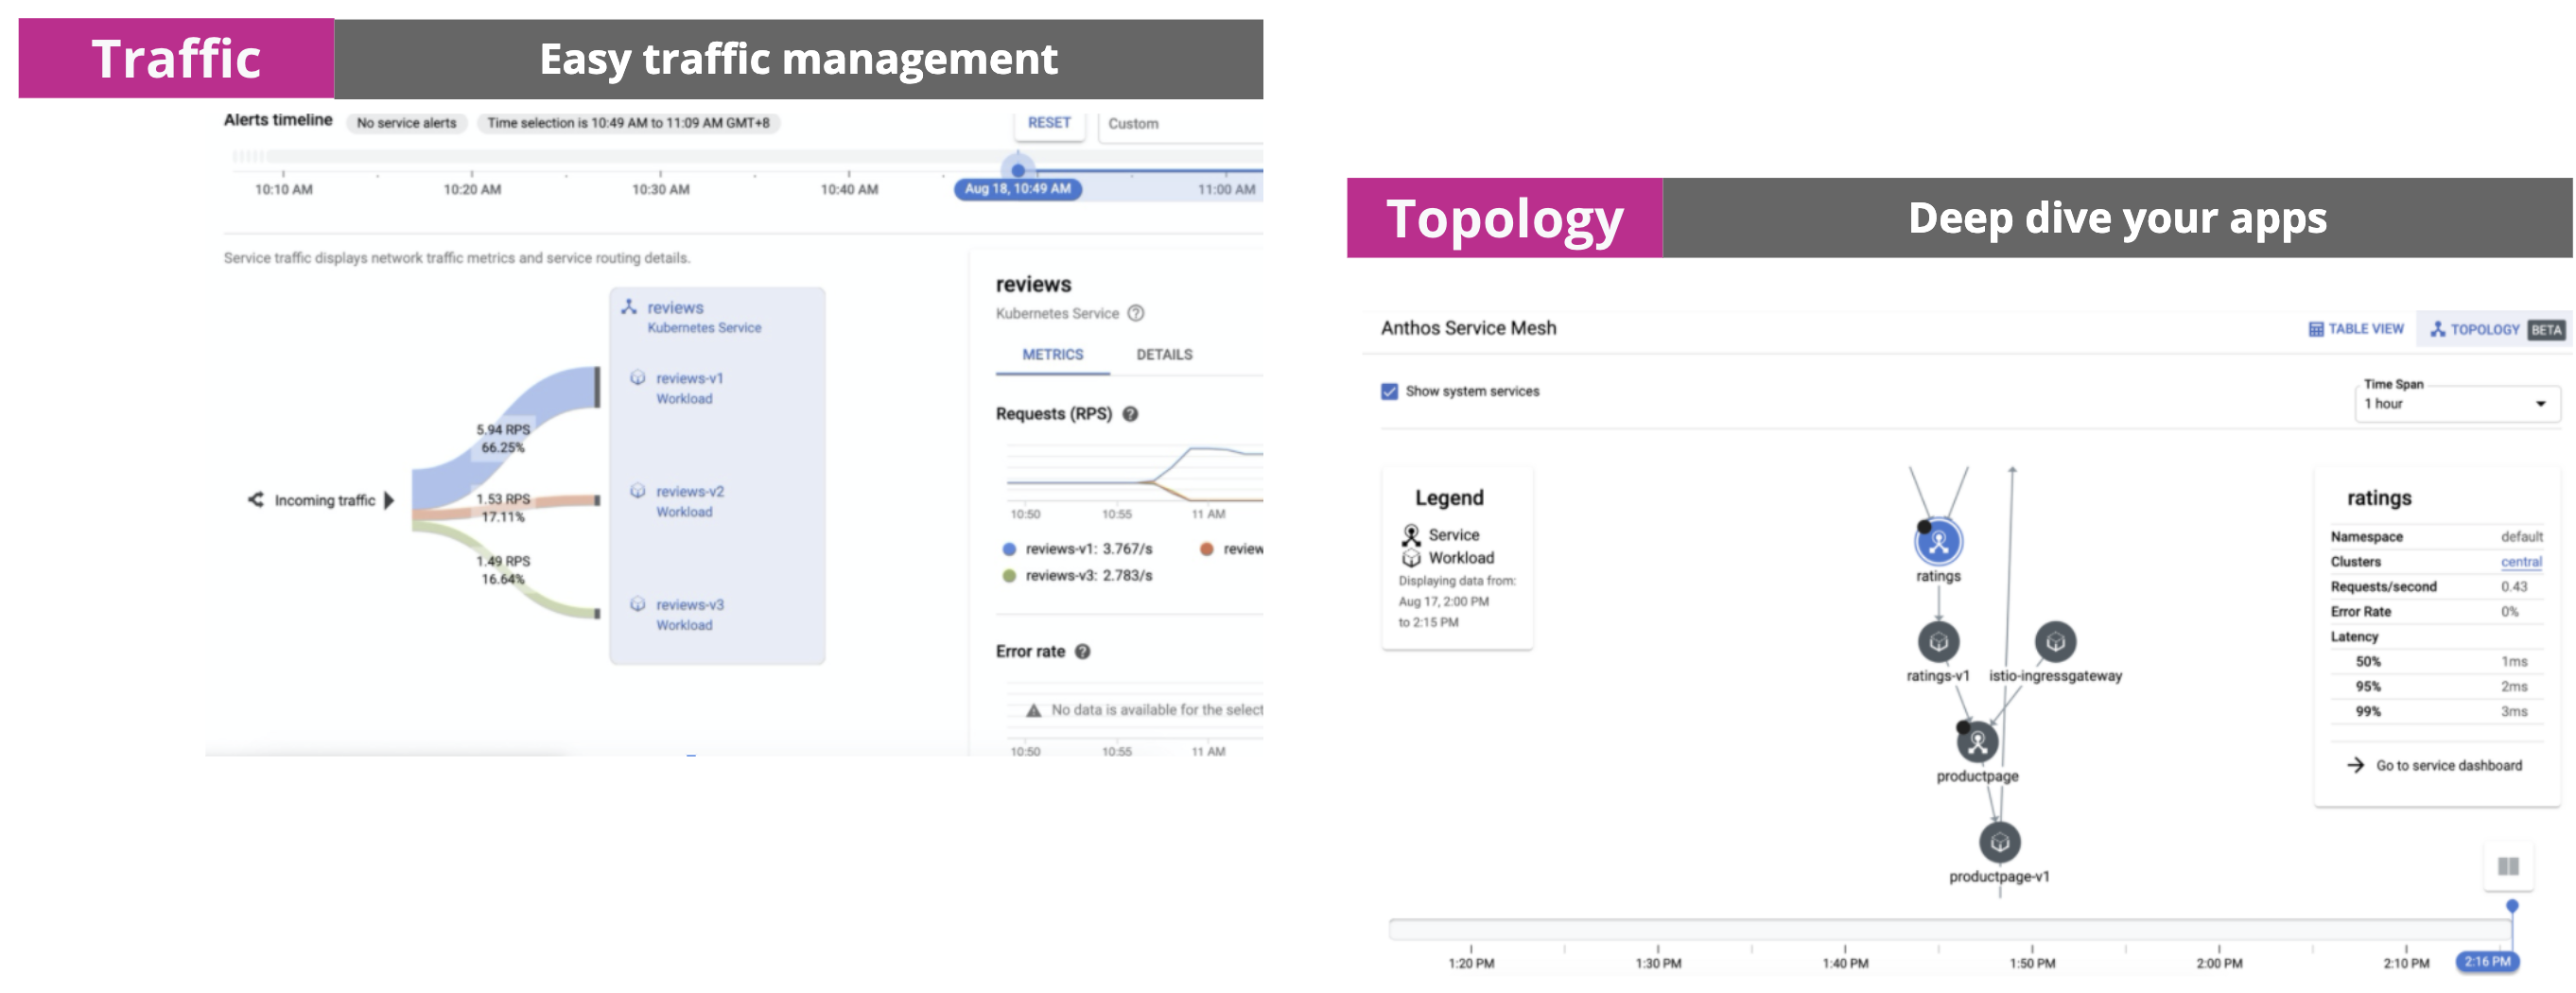 Traffic
Easy traffic management
Alerts timeline
No service alerts
Time selection is 10:49 AM to 11:09 AM GMT+8
RESET
Custom
10:10 AM
10:20 AM
10:30 AM
10:40 AM
Aug 18, 10:49 AM
11:00 AM
Service traffic displays network traffic metrics and service routing details.
Incoming traffic
5.94 RPS
66.25%
1.53 RPS
17.11%
1.49 RPS
16.64%
reviews
Kubernetes Service
reviews-v1
Workload
reviews-v2
Workload
reviews-v3
Workload
reviews
Kubernetes Service
METRICS
DETAILS
Requests (RPS)
10:50
10:55
11 AM
reviews-v1: 3.767/s
review
reviews-v3: 2.783/s
Error rate
No data is available for the select
10:50
10:55
11 AM
Topology
Deep dive your apps
Anthos Service Mesh
TABLE VIEW
TOPOLOGY
BETA
Show system services
Time Span
1 hour
Legend
Service
Workload
Displaying data from:
Aug 17, 2:00 PM
to 2:15 PM
ratings
ratings-v1
istio-ingressgateway
productpage
productpage-v1
ratings
Namespace default
Clusters central
Requests/second 0.43
Error Rate 0%
Latency
50% 1ms
95% 2ms
99% 3ms
Go to service dashboard
1:20 PM
1:30 PM
1:40 PM
1:50 PM
2:00 PM
2:10 PM
2:16 PM